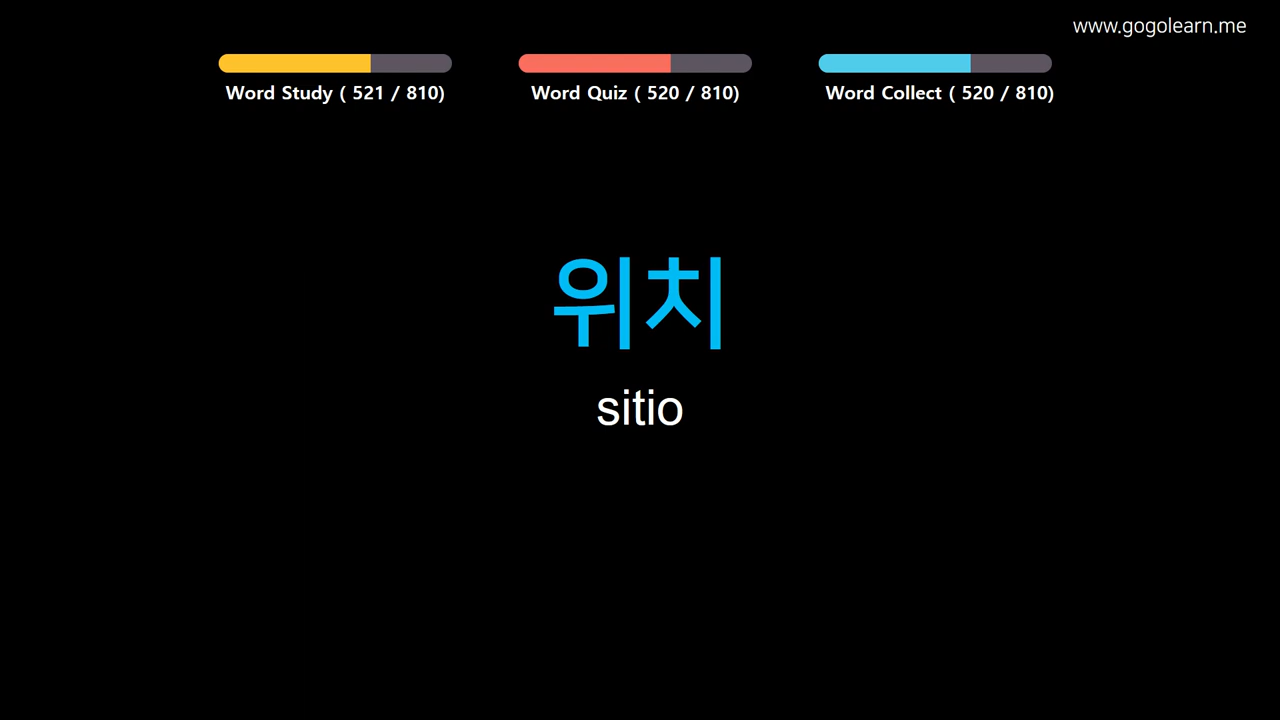 www.gogolearn.me
Word Study ( 521 / 810)
Word Quiz ( 520 / 810)
Word Collect ( 520 / 810)
위치
sitio